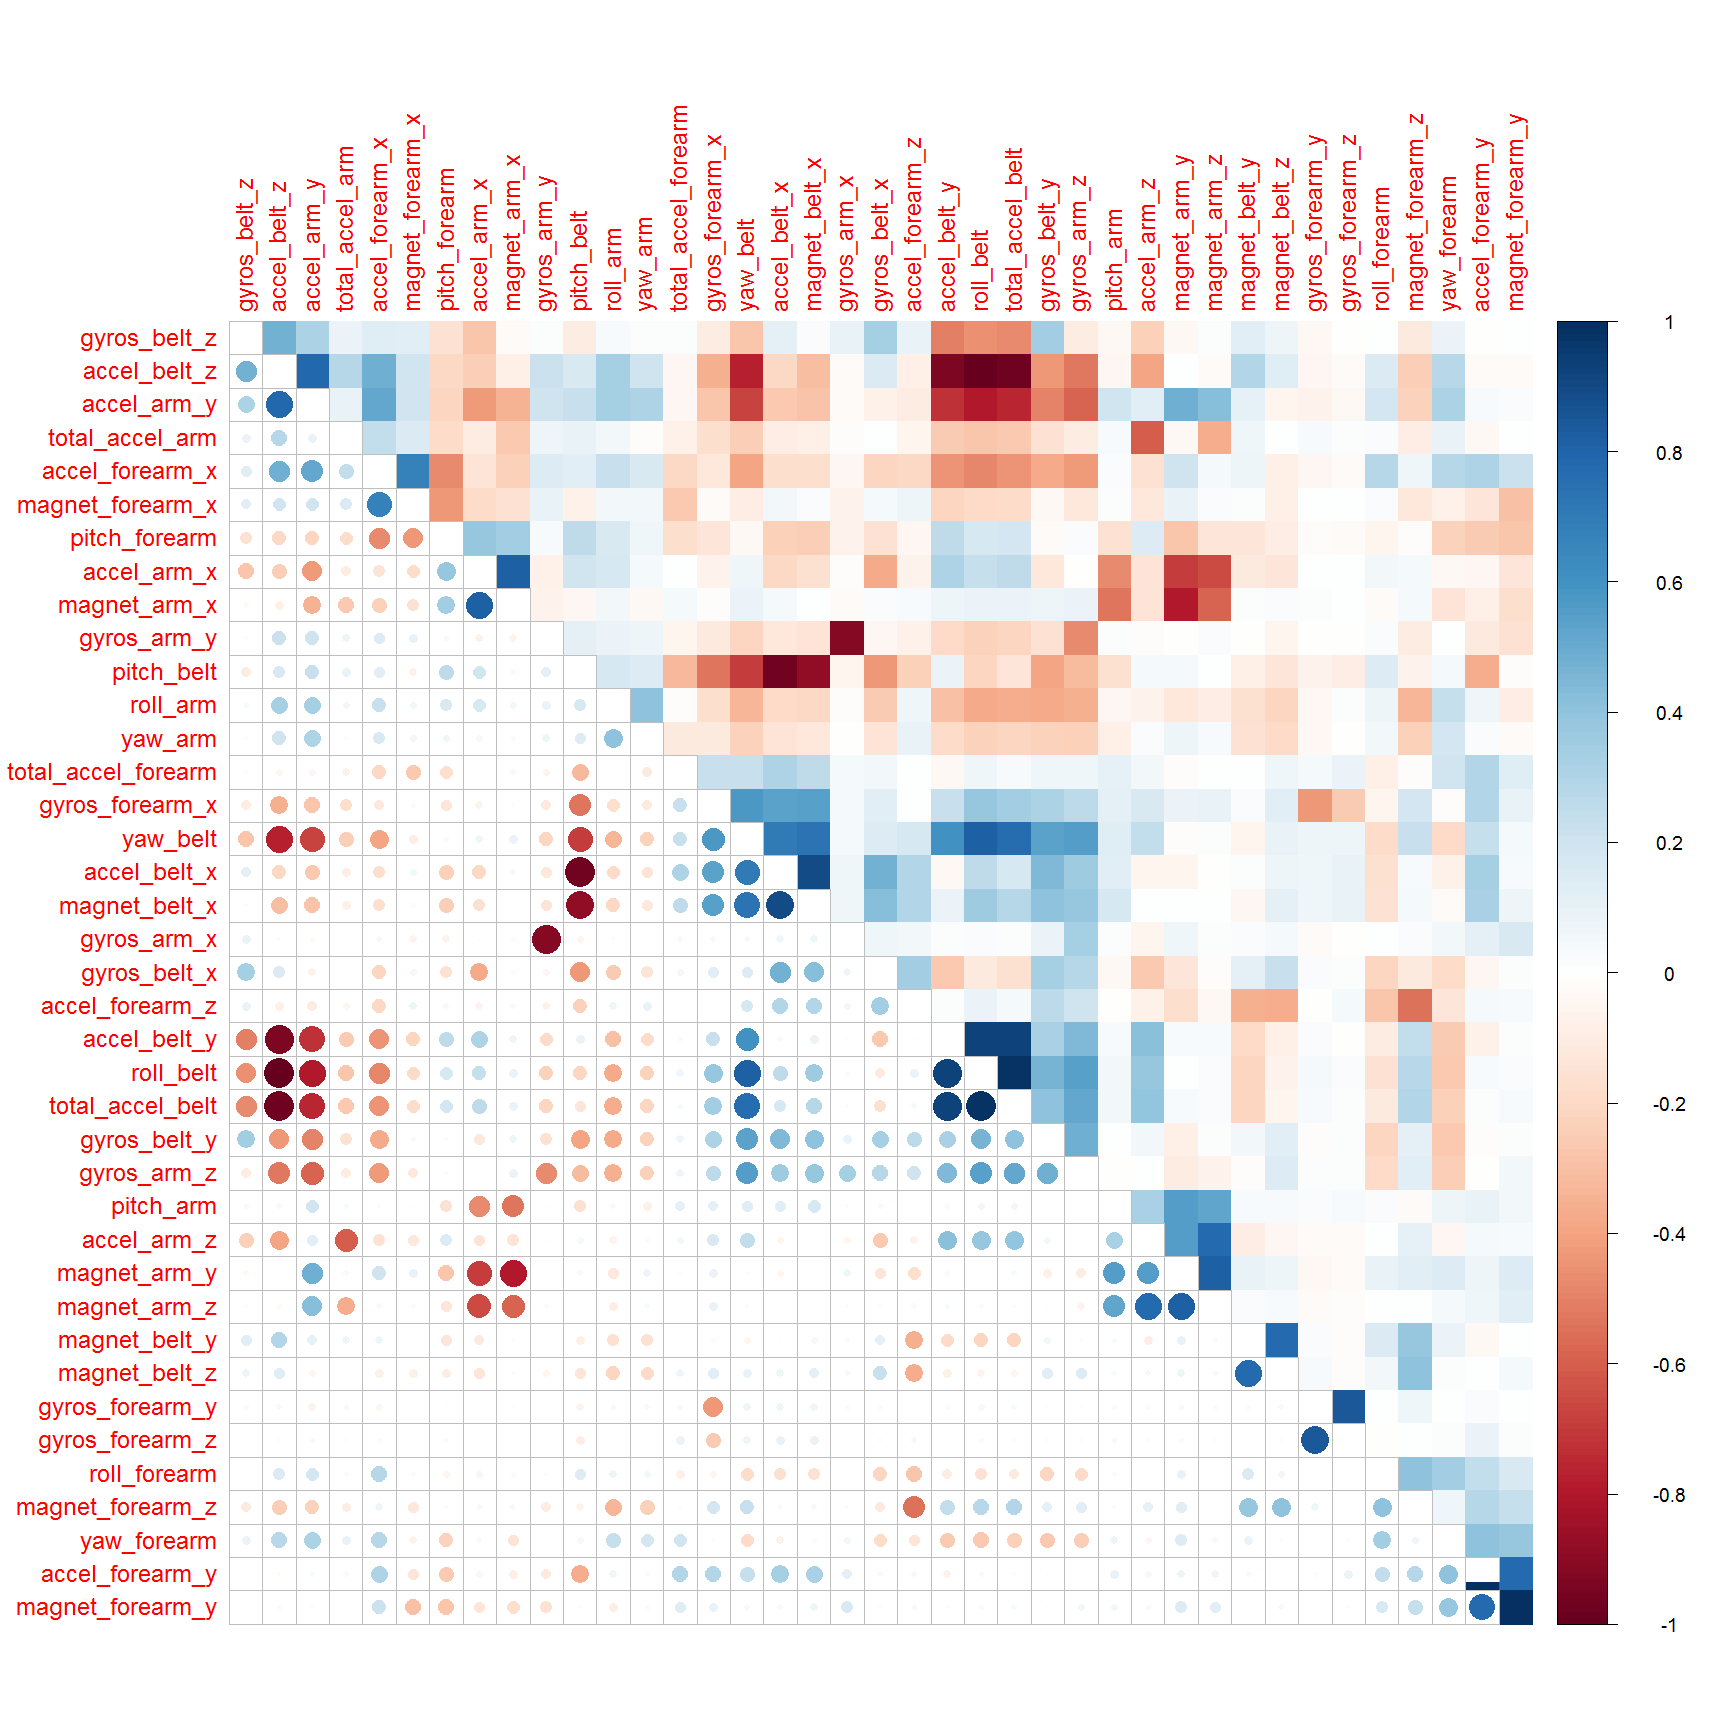 gyros_belt_z
accel_belt_z
accel_arm_y
total_accel_arm
accel_forearm_x
magnet_forearm_x
pitch_forearm
accel_arm_x
magnet_arm_x
gyros_arm_y
pitch_belt
roll_arm
yaw_arm
total_accel_forearm
gyros_forearm_x
yaw_belt
accel_belt_x
magnet_belt_x
gyros_arm_x
gyros_belt_x
accel_forearm_z
accel_belt_y
roll_belt
total_accel_belt
gyros_belt_y
gyros_arm_z
pitch_arm
accel_arm_z
magnet_arm_y
magnet_arm_z
magnet_belt_y
magnet_belt_z
gyros_forearm_y
gyros_forearm_z
roll_forearm
magnet_forearm_z
yaw_forearm
accel_forearm_y
magnet_forearm_y
gyros_belt_z
accel_belt_z
accel_arm_y
total_accel_arm
accel_forearm_x
magnet_forearm_x
pitch_forearm
accel_arm_x
magnet_arm_x
gyros_arm_y
pitch_belt
roll_arm
yaw_arm
total_accel_forearm
gyros_forearm_x
yaw_belt
accel_belt_x
magnet_belt_x
gyros_arm_x
gyros_belt_x
accel_forearm_z
accel_belt_y
roll_belt
total_accel_belt
gyros_belt_y
gyros_arm_z
pitch_arm
accel_arm_z
magnet_arm_y
magnet_arm_z
magnet_belt_y
magnet_belt_z
gyros_forearm_y
gyros_forearm_z
roll_forearm
magnet_forearm_z
yaw_forearm
accel_forearm_y
magnet_forearm_y
1
0.8
0.6
0.4
0.2
0
-0.2
-0.4
-0.6
-0.8
-1